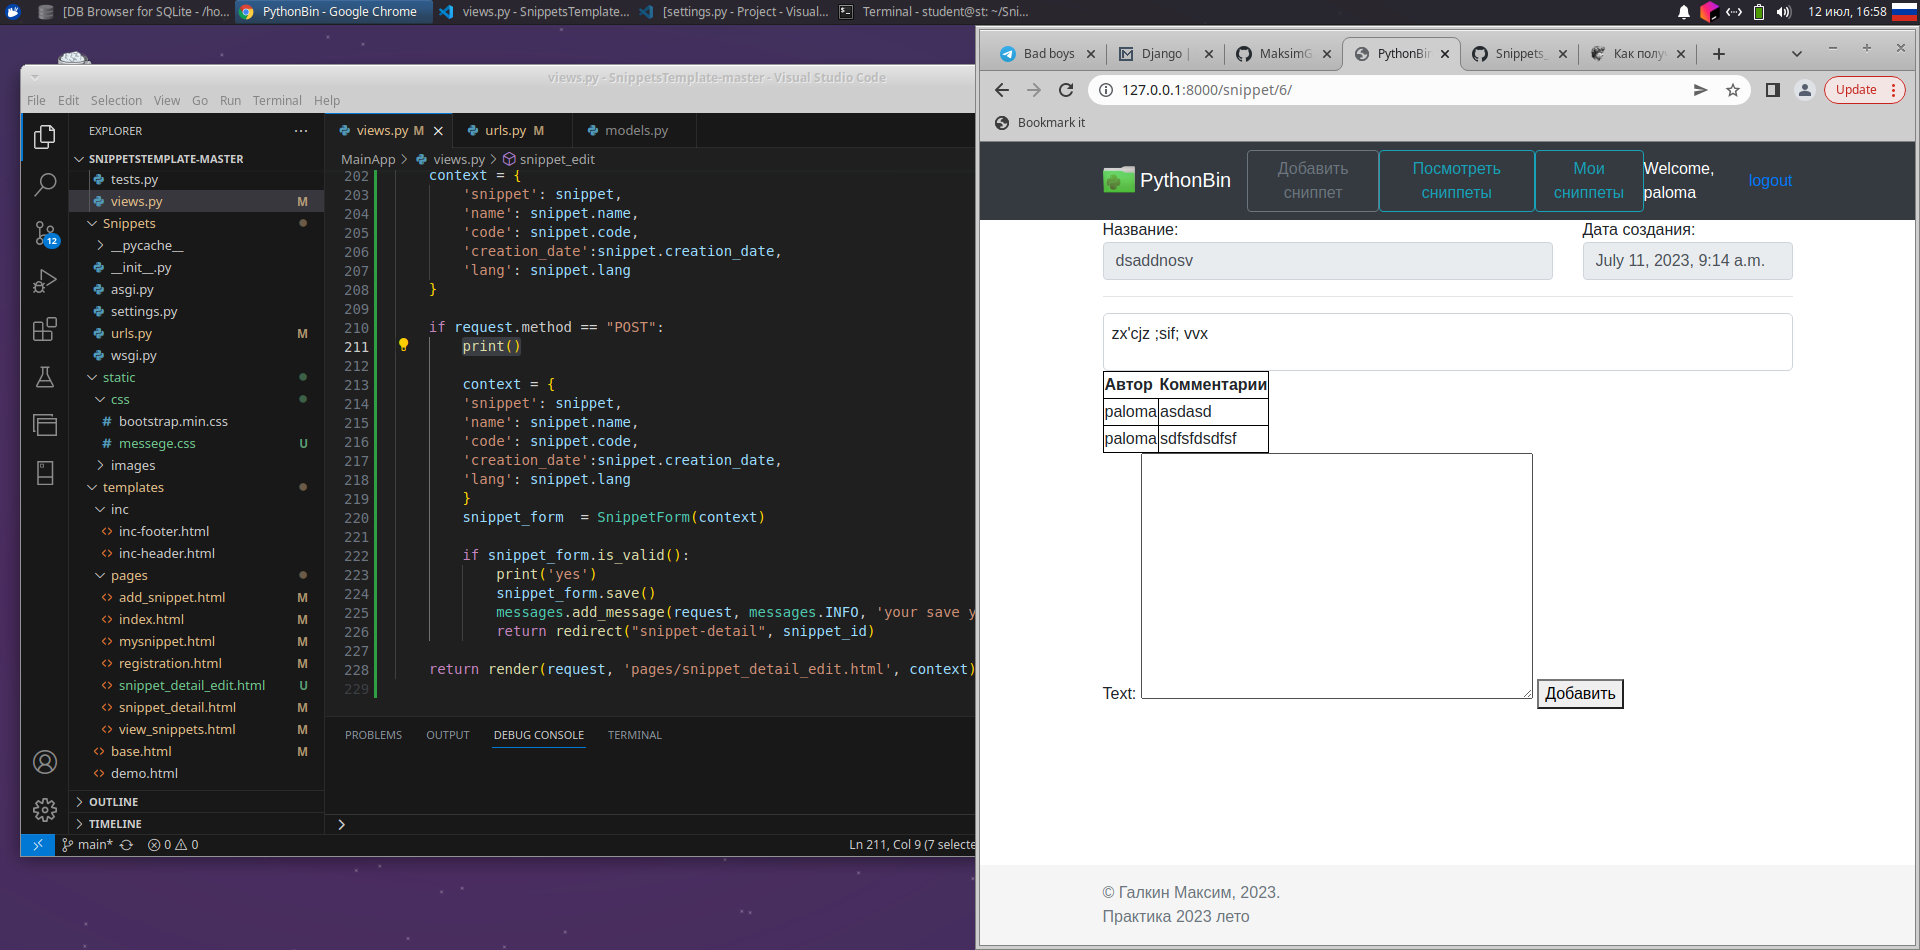 [DB Browser for SQLite - /ho...
PythonBin - Google Chrome
views.py - SnippetsTemplate...
[settings.py - Project - Visual...
Terminal - student@st: ~/Sni...
12 июл, 16:58
views.py - SnippetsTemplate-master - Visual Studio Code
File Edit Selection View Go Run Terminal Help
EXPLORER
SNIPPETSTEMPLATE-MASTER
tests.py
views.py M
Snippets
__pycache__
__init__.py
asgi.py
settings.py
urls.py M
wsgi.py
static
css
bootstrap.min.css
messege.css U
images
templates
inc
inc-footer.html
inc-header.html
pages
add_snippet.html M
index.html M
mysnippet.html M
registration.html M
snippet_detail_edit.html U
snippet_detail.html M
view_snippets.html M
base.html M
demo.html
OUTLINE
TIMELINE
12
views.py M
urls.py M
models.py
MainApp > views.py > snippet_edit
202 context = {
203 'snippet': snippet,
204 'name': snippet.name,
205 'code': snippet.code,
206 'creation_date':snippet.creation_date,
207 'lang': snippet.lang
208 }
209
210 if request.method == "POST":
211 print()
212
213 context = {
214 'snippet': snippet,
215 'name': snippet.name,
216 'code': snippet.code,
217 'creation_date':snippet.creation_date,
218 'lang': snippet.lang
219 }
220 snippet_form  = SnippetForm(context)
221
222 if snippet_form.is_valid():
223 print('yes')
224 snippet_form.save()
225 messages.add_message(request, messages.INFO, 'your save y
226 return redirect("snippet-detail", snippet_id)
227
228 return render(request, 'pages/snippet_detail_edit.html', context)
229
PROBLEMS OUTPUT DEBUG CONSOLE TERMINAL
main* 0 0
Ln 211, Col 9 (7 selecte
Bad boys
Django |
MaksimG
PythonBin
Snippets_
Как полу
127.0.0.1:8000/snippet/6/
Update
Bookmark it
PythonBin
Добавить
сниппет
Посмотреть
сниппеты
Мои
сниппеты
Welcome,
paloma
logout
Название:
Дата создания:
dsaddnosv
July 11, 2023, 9:14 a.m.
zx'cjz ;sif; vvx
Автор Комментарии
paloma asdasd
paloma sdfsfdsdfsf
Text:
Добавить
© Галкин Максим, 2023.
Практика 2023 лето